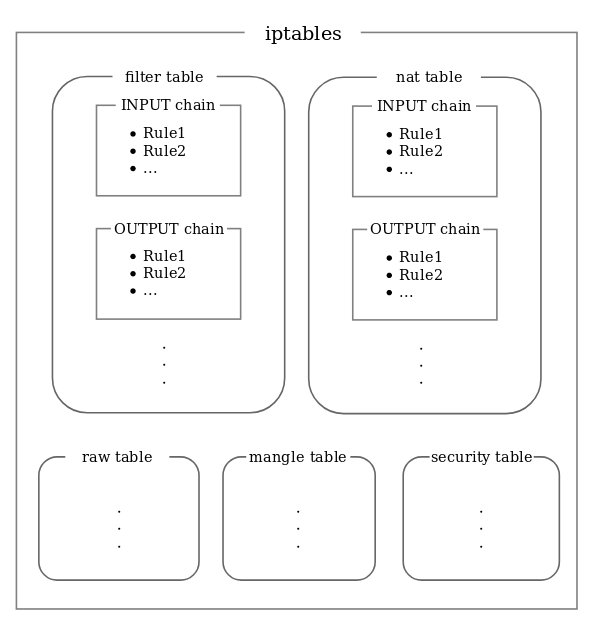 iptables
filter table
INPUT chain
• Rule1
• Rule2
• ...
OUTPUT chain
• Rule1
• Rule2
• ...
.
.
.
nat table
INPUT chain
• Rule1
• Rule2
• ...
OUTPUT chain
• Rule1
• Rule2
• ...
.
.
.
raw table
.
.
.
mangle table
.
.
.
security table
.
.
.